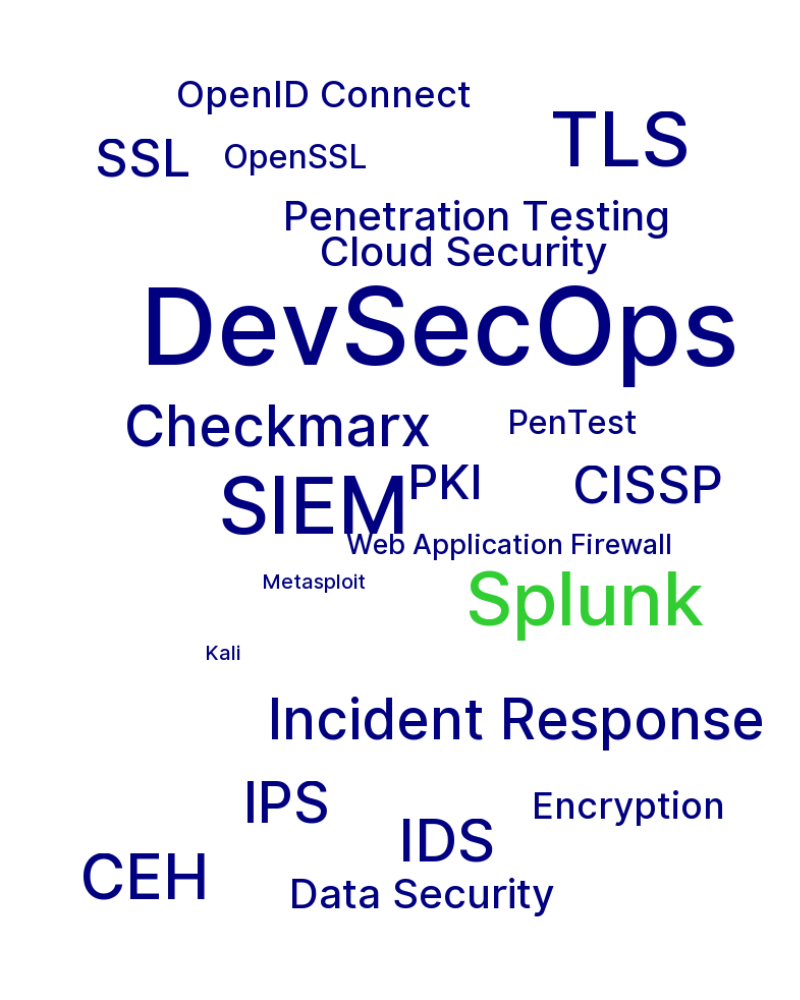 OpenID Connect
TLS
SSL
OpenSSL
Penetration Testing
Cloud Security
DevSecOps
Checkmarx
PenTest
SIEM
PKI
CISSP
Web Application Firewall
Metasploit
Splunk
Kali
Incident Response
IPS
Encryption
IDS
CEH
Data Security